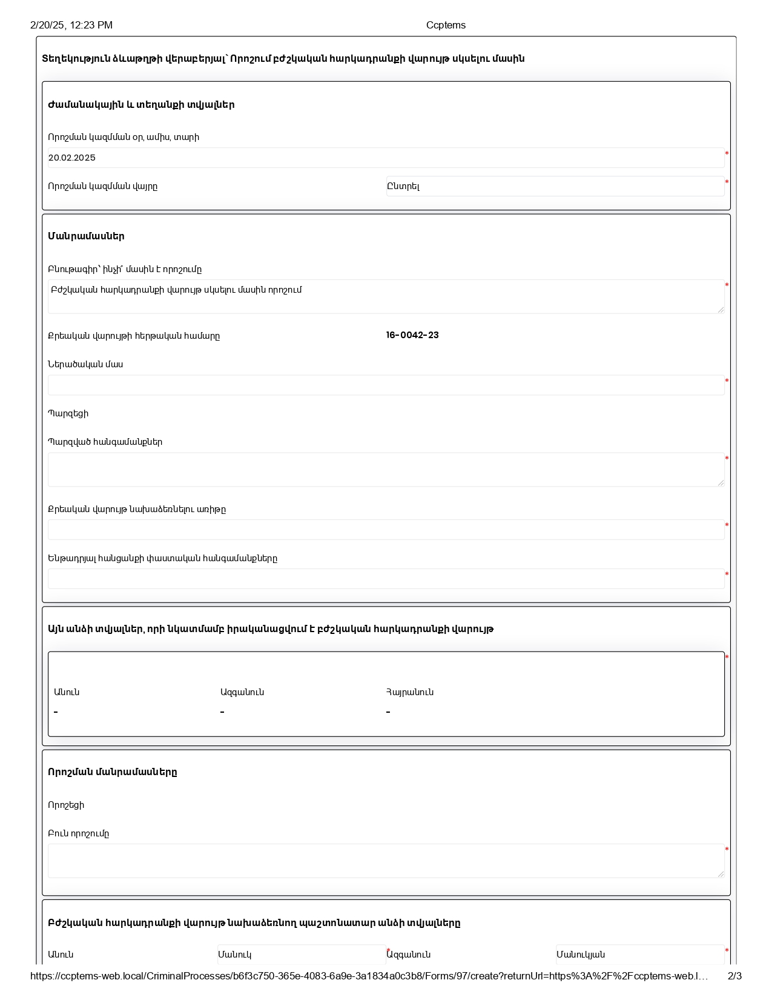 2/20/25, 12:23 PM Ccptems
Տեղեկություն ձևաթղթի վերաբերյալ` Որոշում բժշկական հարկադրանքի վարույթ սկսելու մասին
Ժամանակային և տեղանքի տվյալներ
Որոշման կազմման օր, ամիս, տարի
20.02.2025 *
Որոշման կազմման վայրը Ընտրել *
Մանրամասներ
Բնութագիր՝ ինչի՞ մասին է որոշումը
Բժշկական հարկադրանքի վարույթ սկսելու մասին որոշում *
Քրեական վարույթի հերթական համարը 16-0042-23
Ներածական մաս
*
Պարզեցի
Պարզված հանգամանքներ
*
Քրեական վարույթ նախաձեռնելու առիթը
*
Ենթադրյալ հանցանքի փաստական հանգամանքները
*
Այն անձի տվյալներ, որի նկատմամբ իրականացվում է բժշկական հարկադրանքի վարույթ
*
Անուն Ազգանուն Հայրանուն
- - -
Որոշման մանրամասները
Որոշեցի
Բուն որոշումը
*
Բժշկական հարկադրանքի վարույթ նախաձեռնող պաշտոնատար անձի տվյալները
Անուն Մանուկ * Ազգանուն Մանուկյան *
https://ccptems-web.local/CriminalProcesses/b6f3c750-365e-4083-6a9e-3a1834a0c3b8/Forms/97/create?returnUrl=https%3A%2F%2Fccptems-web.l… 2/3